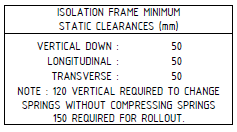 ISOLATION FRAME MINIMUM
STATIC CLEARANCES (mm)
VERTICAL DOWN : 50
LONGITUDINAL : 50
TRANSVERSE : 50
NOTE : 120 VERTICAL REQUIRED TO CHANGE
SPRINGS WITHOUT COMPRESSING SPRINGS
150 REQUIRED FOR ROLLOUT.